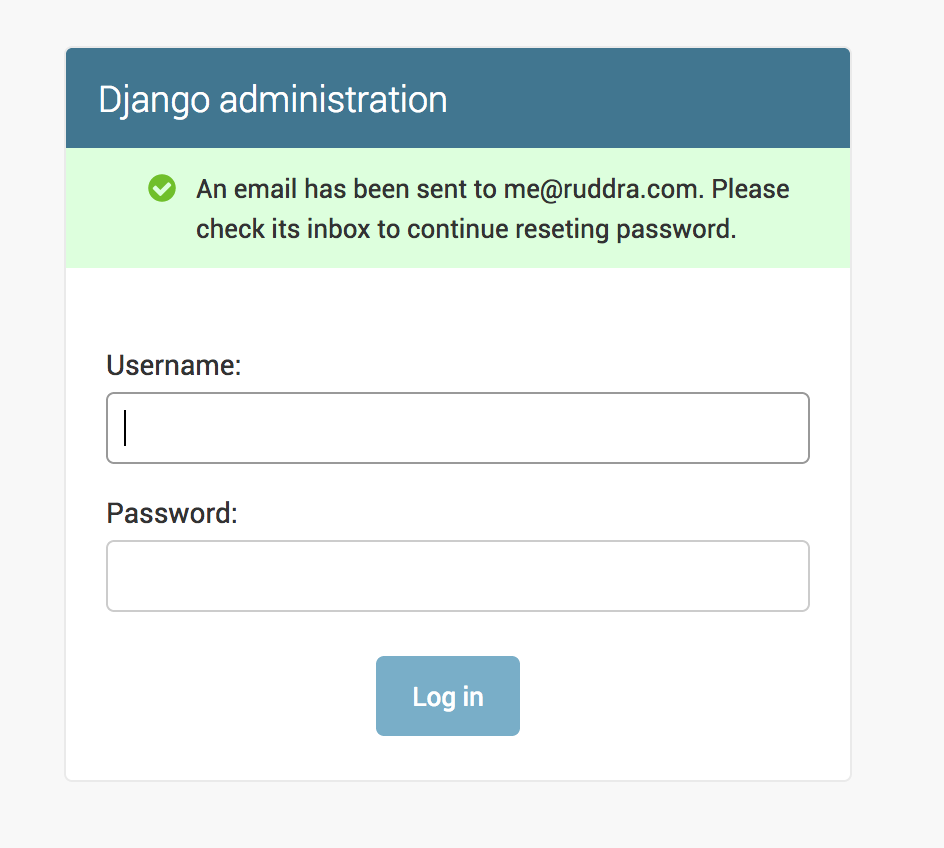 Django administration
An email has been sent to me@ruddra.com. Please
check its inbox to continue reseting password.
Username:
Password:
Log in